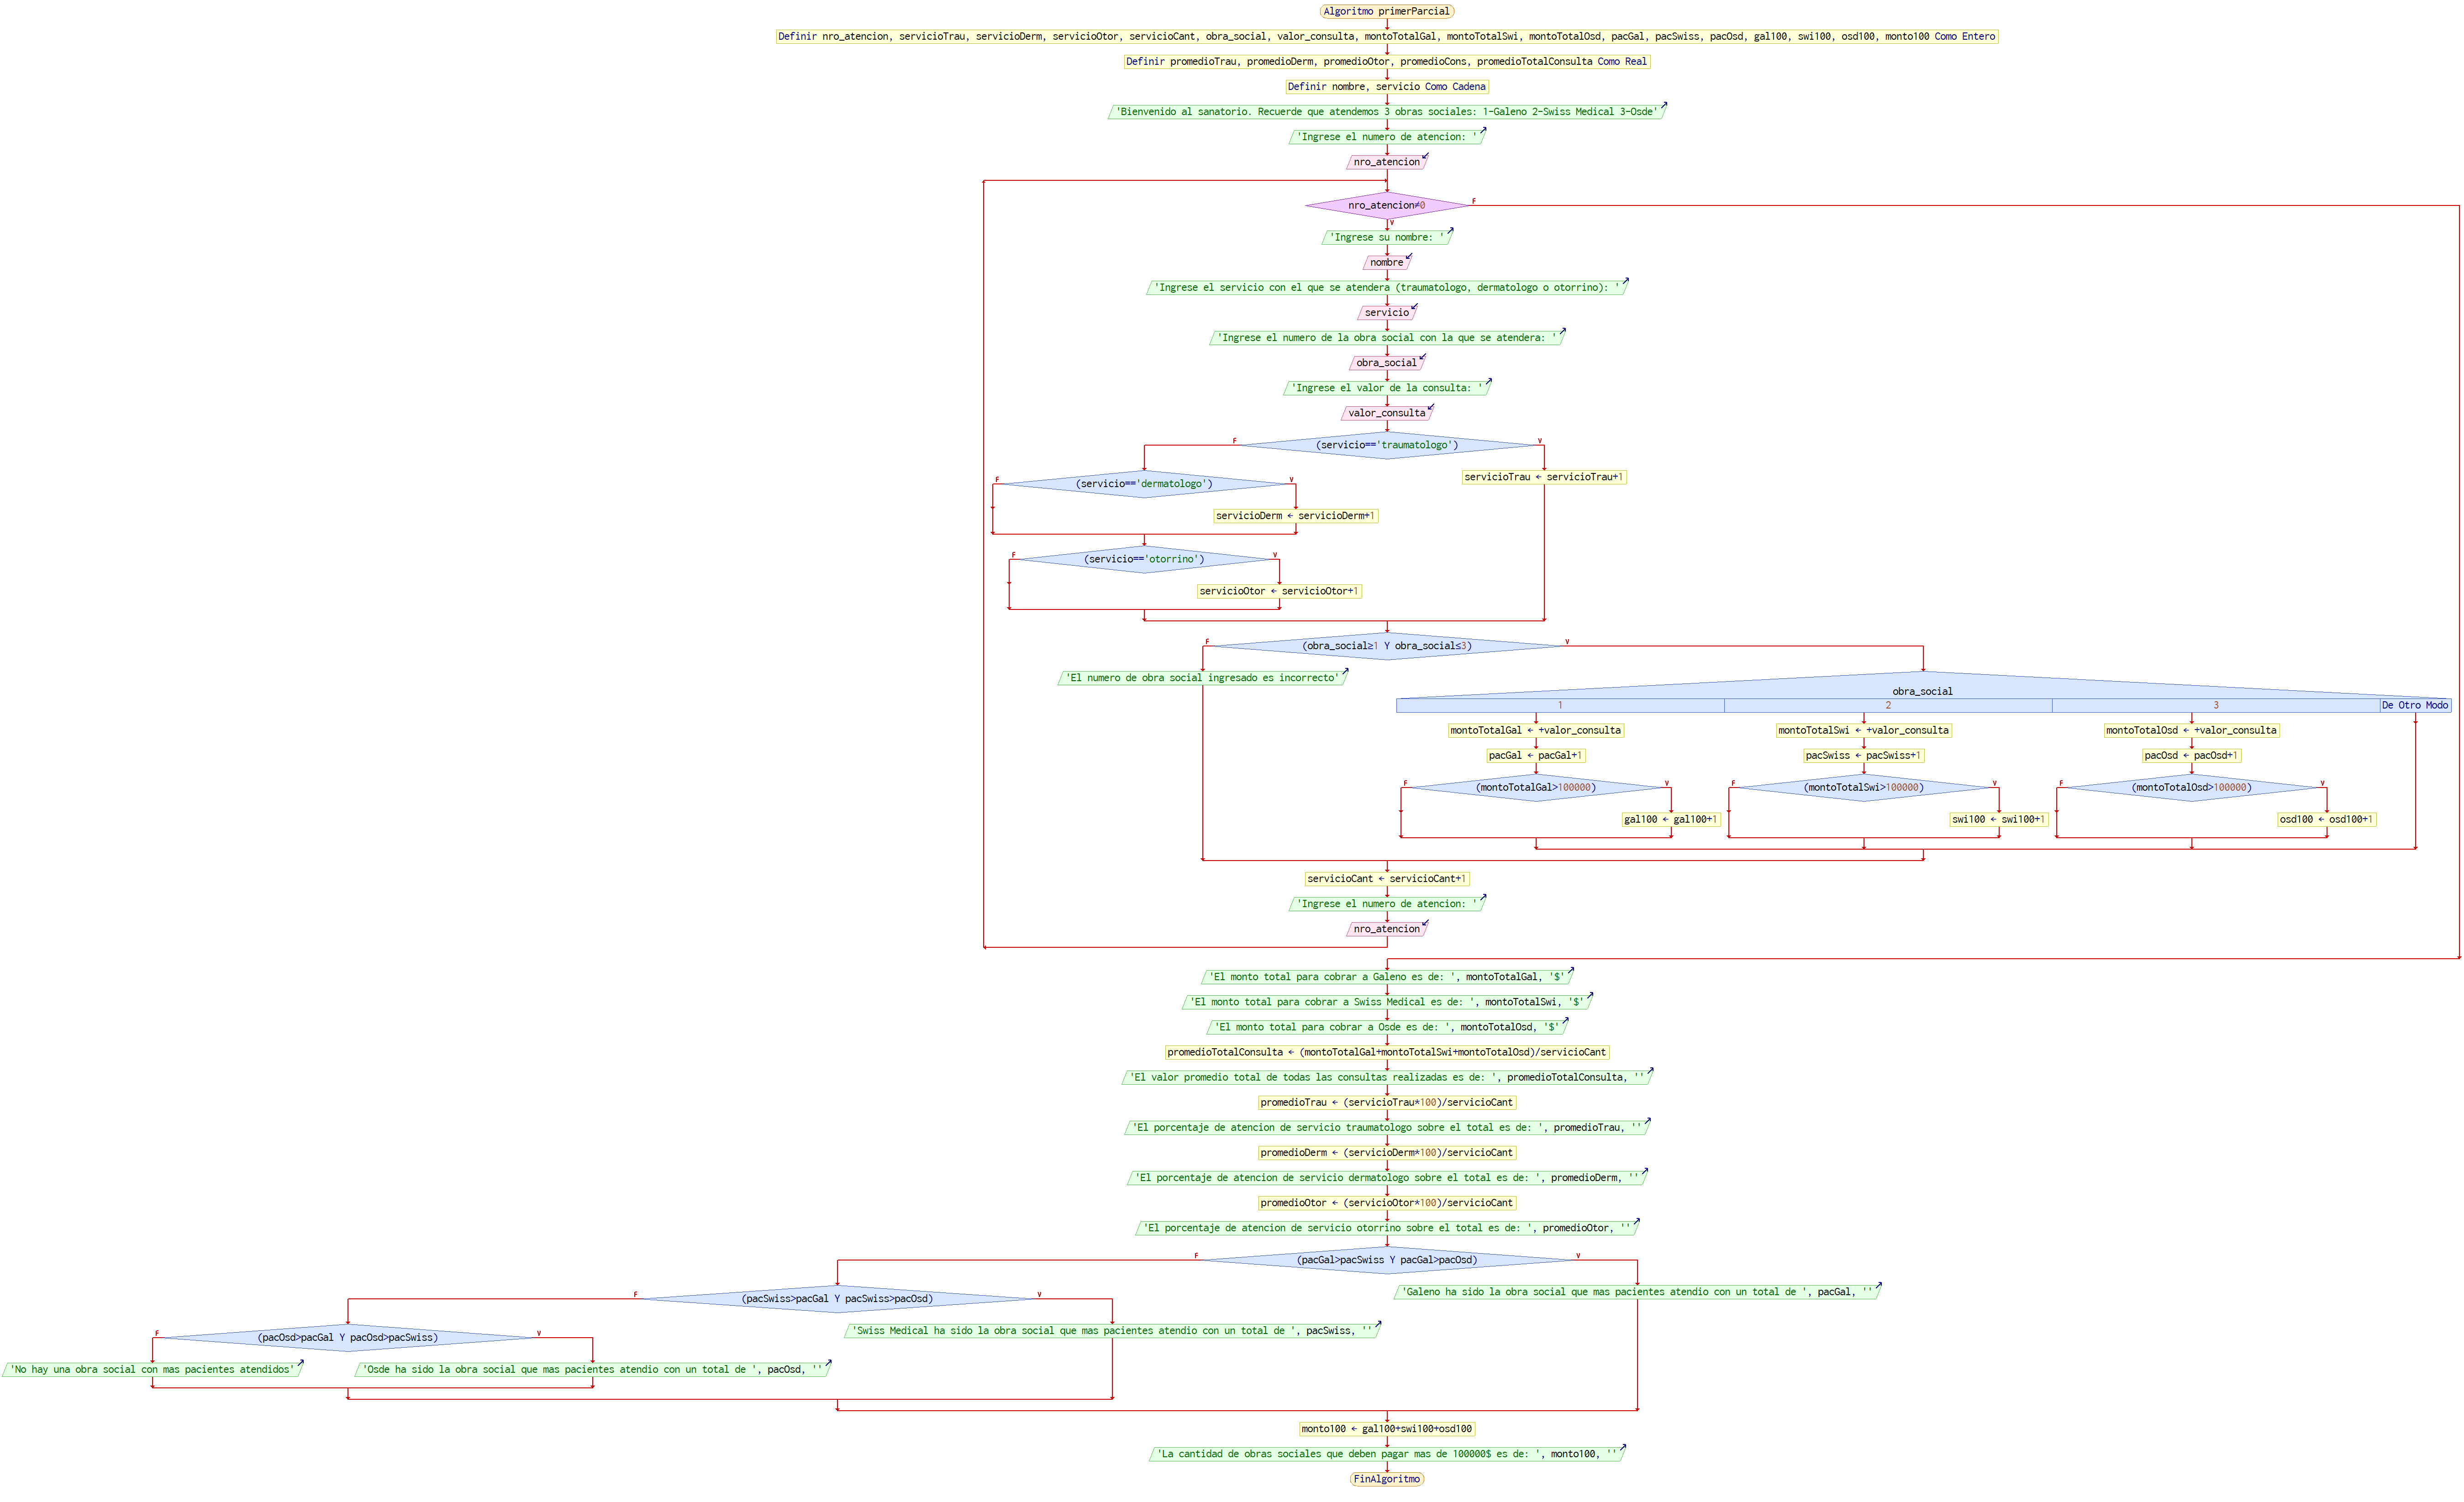 Algoritmo primerParcial
Definir nro_atencion, servicioTrau, servicioDerm, servicioOtor, servicioCant, obra_social, valor_consulta, montoTotalGal, montoTotalSwi, montoTotalOsd, pacGal, pacSwiss, pacOsd, gal100, swi100, osd100, monto100 Como Entero
Definir promedioTrau, promedioDerm, promedioOtor, promedioCons, promedioTotalConsulta Como Real
Definir nombre, servicio Como Cadena
'Bienvenido al sanatorio. Recuerde que atendemos 3 obras sociales: 1-Galeno 2-Swiss Medical 3-Osde'
'Ingrese el numero de atencion: '
nro_atencion
nro_atencion≠0
F
V
'Ingrese su nombre: '
nombre
'Ingrese el servicio con el que se atendera (traumatologo, dermatologo o otorrino): '
servicio
'Ingrese el numero de la obra social con la que se atendera: '
obra_social
'Ingrese el valor de la consulta: '
valor_consulta
F (servicio=='traumatologo') V
F (servicio=='dermatologo') V
servicioTrau ← servicioTrau+1
servicioDerm ← servicioDerm+1
F (servicio=='otorrino') V
servicioOtor ← servicioOtor+1
F (obra_social≥1 Y obra_social≤3) V
'El numero de obra social ingresado es incorrecto'
obra_social
1 2 3 De Otro Modo
montoTotalGal ← +valor_consulta
montoTotalSwi ← +valor_consulta
montoTotalOsd ← +valor_consulta
pacGal ← pacGal+1
pacSwiss ← pacSwiss+1
pacOsd ← pacOsd+1
F (montoTotalGal>100000) V
F (montoTotalSwi>100000) V
F (montoTotalOsd>100000) V
gal100 ← gal100+1
swi100 ← swi100+1
osd100 ← osd100+1
servicioCant ← servicioCant+1
'Ingrese el numero de atencion: '
nro_atencion
'El monto total para cobrar a Galeno es de: ', montoTotalGal, '$'
'El monto total para cobrar a Swiss Medical es de: ', montoTotalSwi, '$'
'El monto total para cobrar a Osde es de: ', montoTotalOsd, '$'
promedioTotalConsulta ← (montoTotalGal+montoTotalSwi+montoTotalOsd)/servicioCant
'El valor promedio total de todas las consultas realizadas es de: ', promedioTotalConsulta, ''
promedioTrau ← (servicioTrau*100)/servicioCant
'El porcentaje de atencion de servicio traumatologo sobre el total es de: ', promedioTrau, ''
promedioDerm ← (servicioDerm*100)/servicioCant
'El porcentaje de atencion de servicio dermatologo sobre el total es de: ', promedioDerm, ''
promedioOtor ← (servicioOtor*100)/servicioCant
'El porcentaje de atencion de servicio otorrino sobre el total es de: ', promedioOtor, ''
F (pacGal>pacSwiss Y pacGal>pacOsd) V
'Galeno ha sido la obra social que mas pacientes atendio con un total de ', pacGal, ''
F (pacSwiss>pacGal Y pacSwiss>pacOsd) V
'Swiss Medical ha sido la obra social que mas pacientes atendio con un total de ', pacSwiss, ''
F (pacOsd>pacGal Y pacOsd>pacSwiss) V
'No hay una obra social con mas pacientes atendidos'
'Osde ha sido la obra social que mas pacientes atendio con un total de ', pacOsd, ''
monto100 ← gal100+swi100+osd100
'La cantidad de obras sociales que deben pagar mas de 100000$ es de: ', monto100, ''
FinAlgoritmo